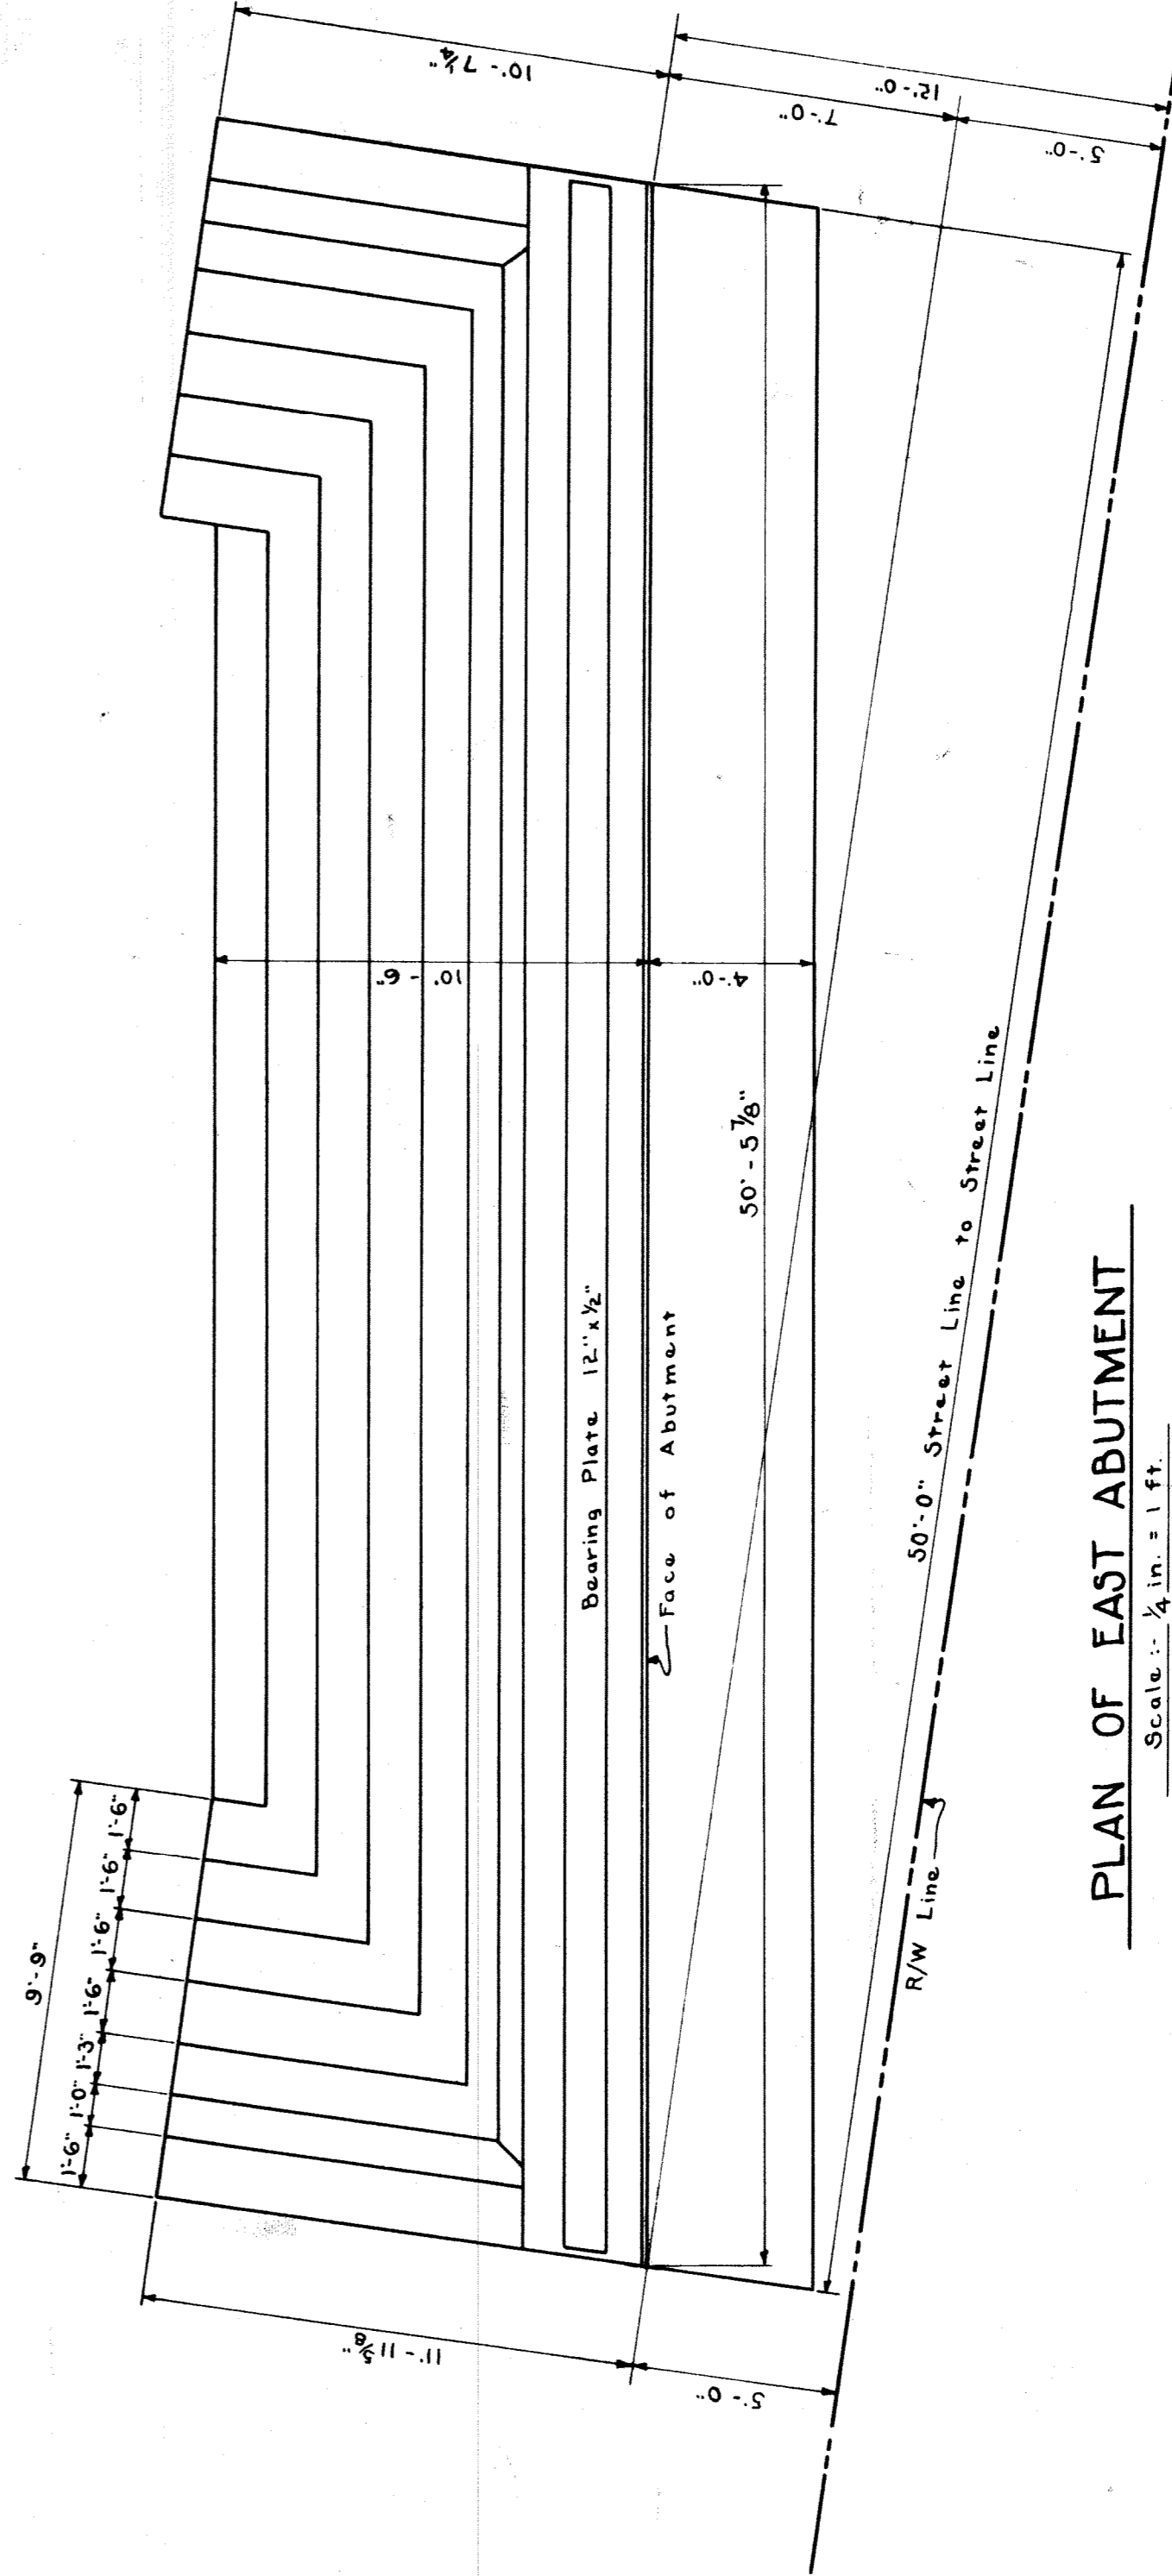 9'-9"
1'-6" 1'-0" 1'-3" 1'-6" 1'-6" 1'-6" 1'-6"
10'-7¼"
12'-0"
7'-0"
5'-0"
10'-6"
4'-0"
50'-5⅞"
Bearing Plate 12"x½"
Face of Abutment
11'-11⅝"
5'-0"
50'-0" Street Line to Street Line
R/W Line
PLAN OF EAST ABUTMENT
Scale :- ¼ in. = 1 ft.